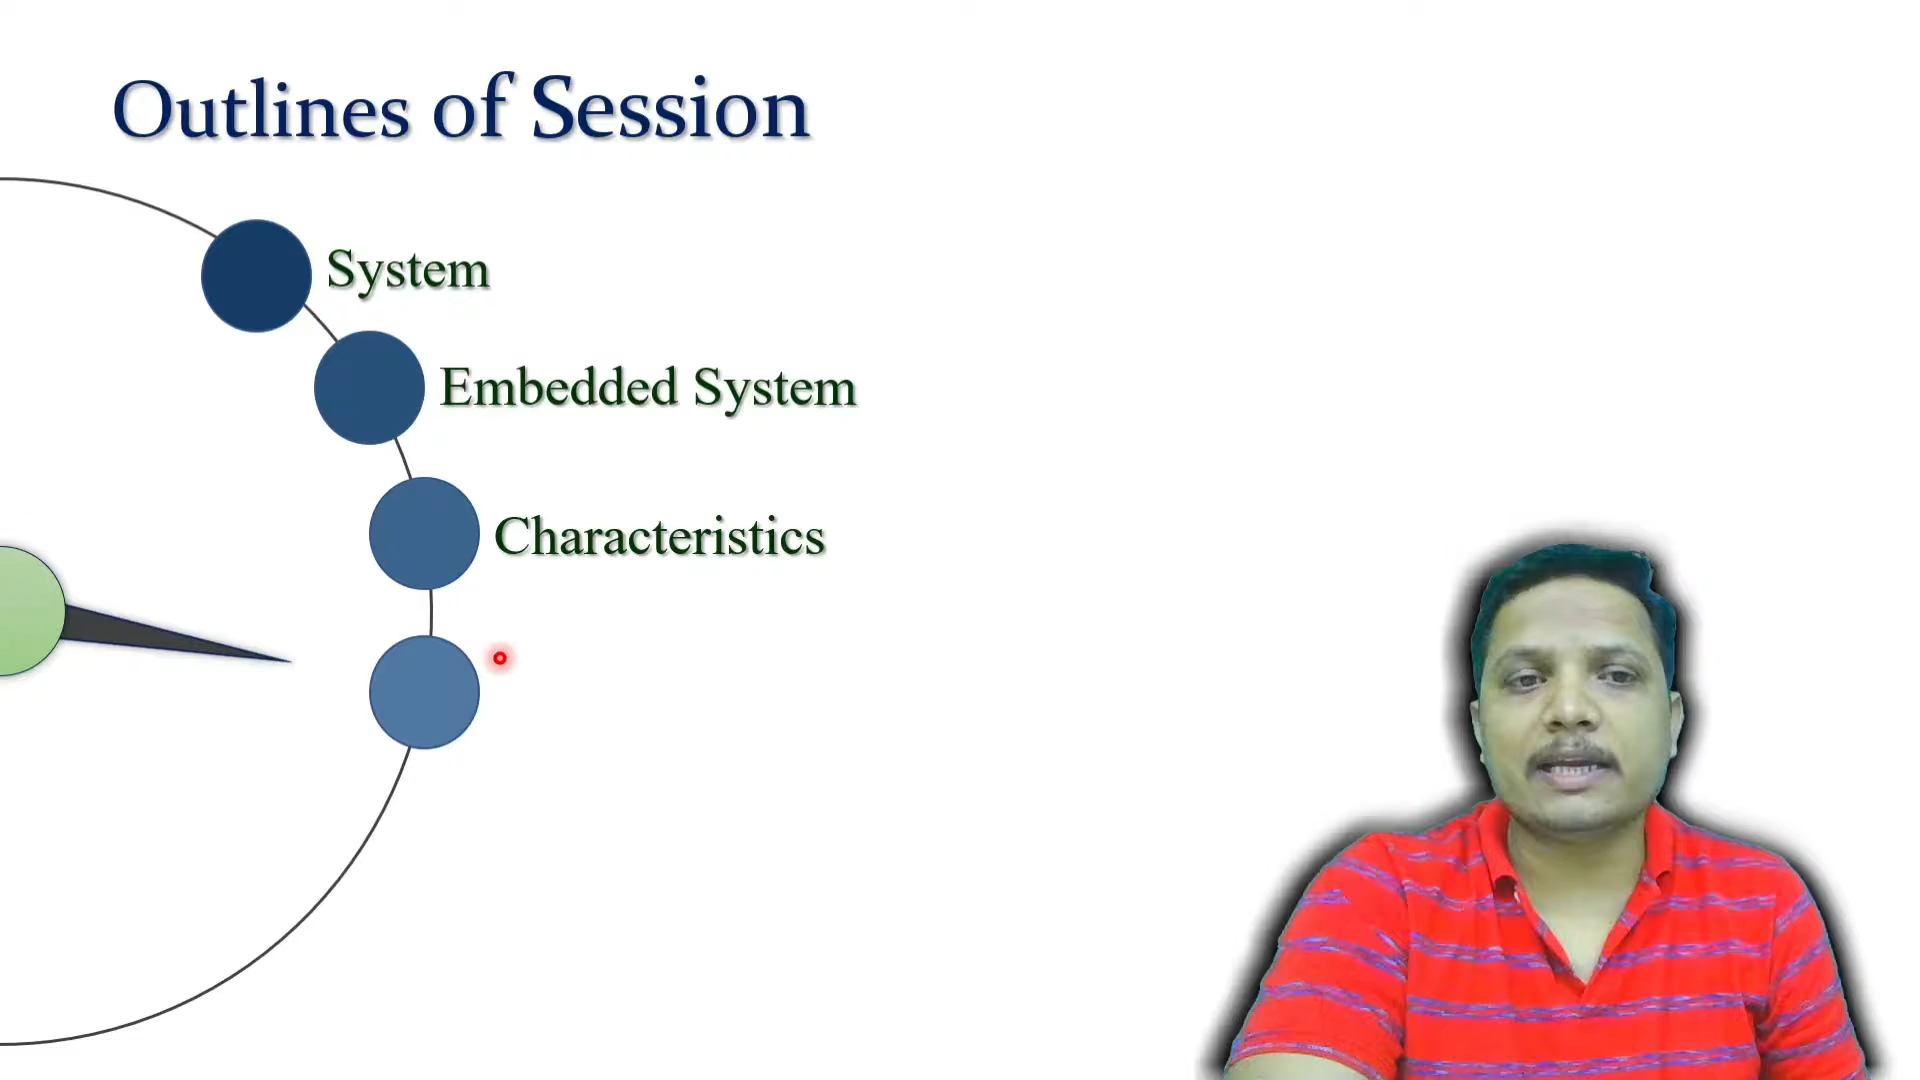 Outlines of Session
System
Embedded System
Characteristics